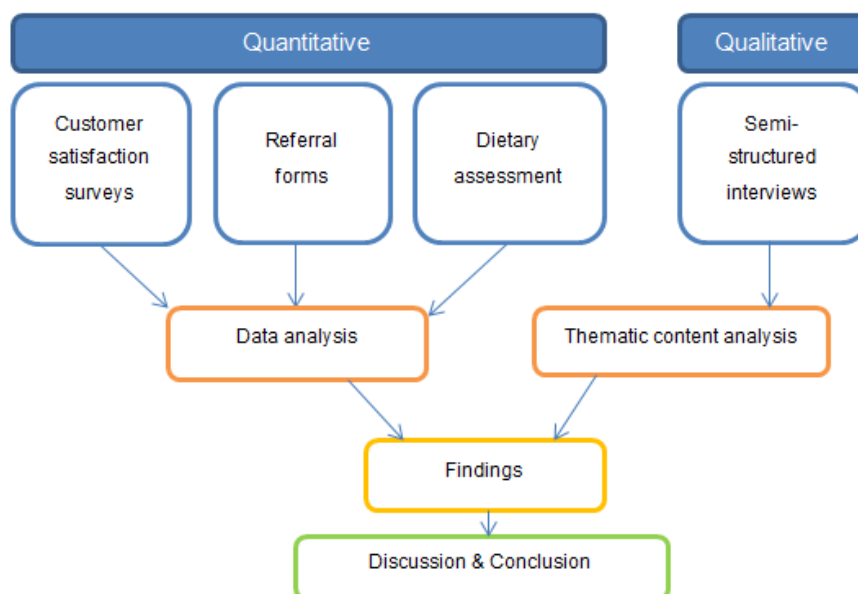 Quantitative
Qualitative
Customer
satisfaction
surveys
Referral
forms
Dietary
assessment
Semi-
structured
interviews
Data analysis
Thematic content analysis
Findings
Discussion & Conclusion